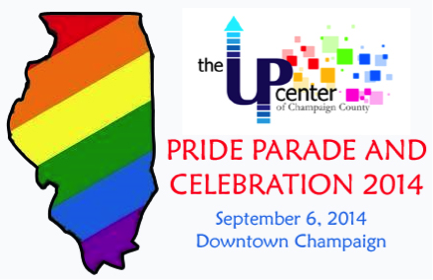 the UP center
of Champaign County
PRIDE PARADE AND
CELEBRATION 2014
September 6, 2014
Downtown Champaign